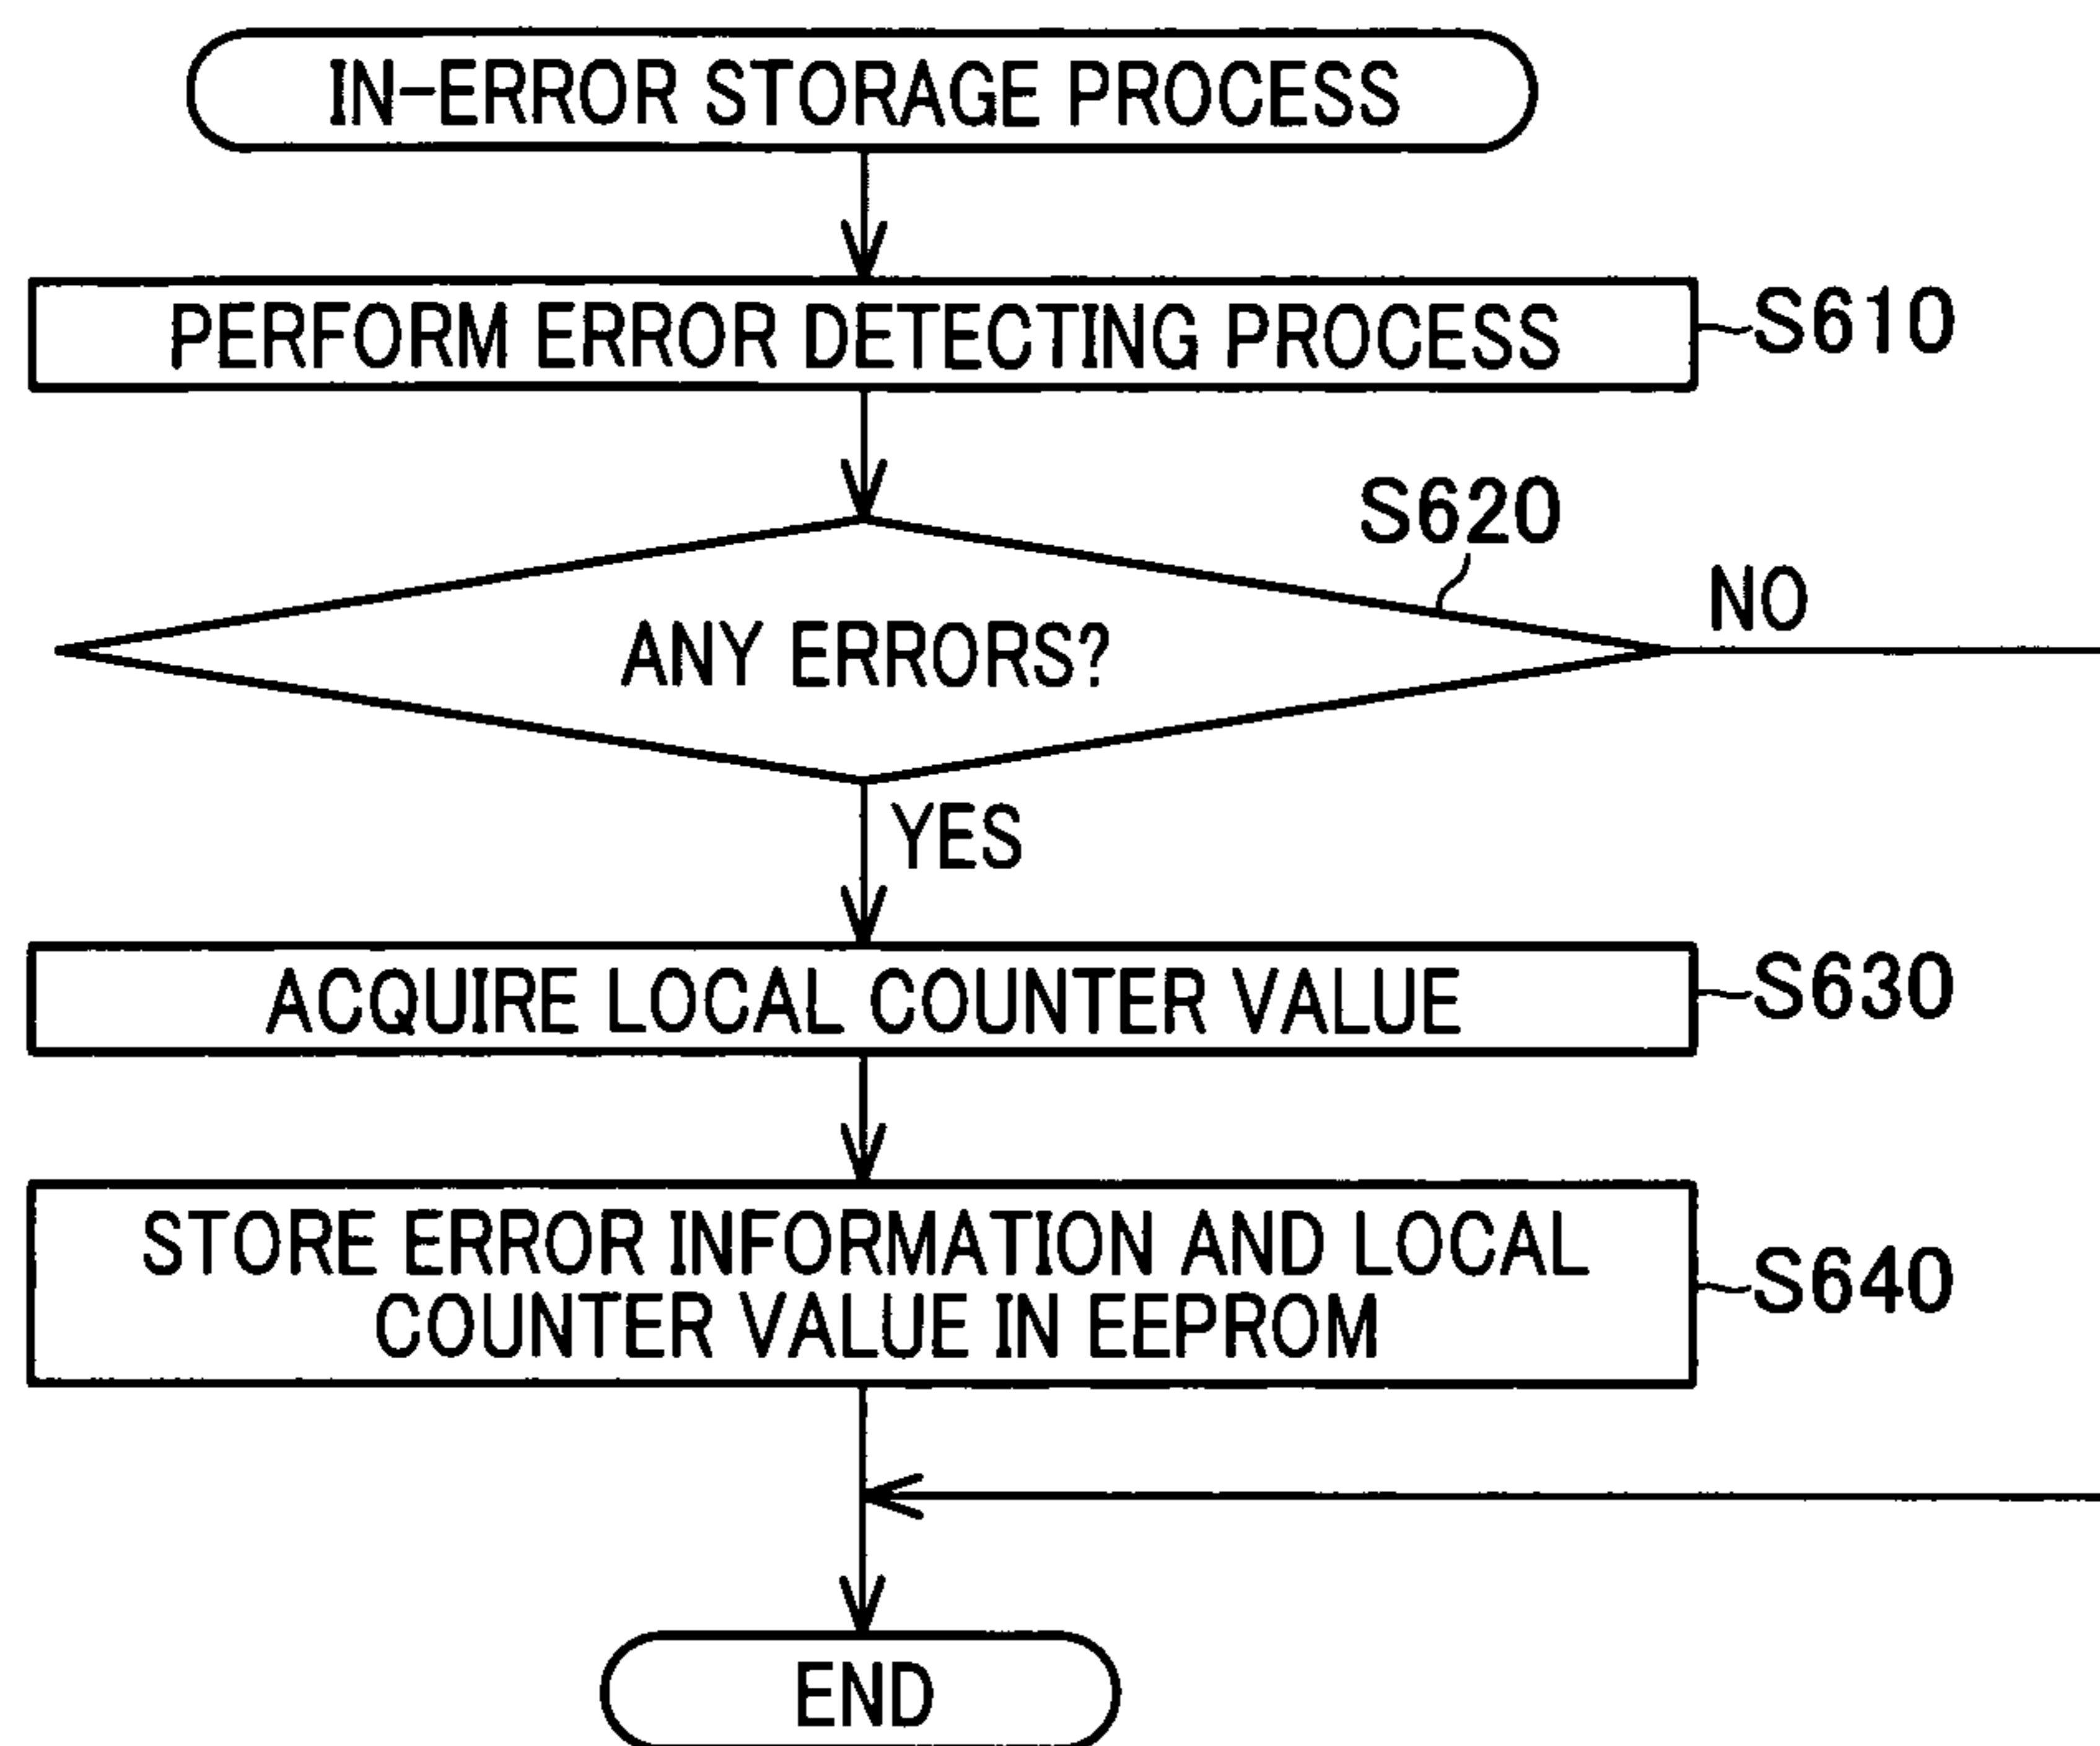 IN-ERROR STORAGE PROCESS
PERFORM ERROR DETECTING PROCESS
S610
S620
NO
ANY ERRORS?
YES
ACQUIRE LOCAL COUNTER VALUE
S630
STORE ERROR INFORMATION AND LOCAL
COUNTER VALUE IN EEPROM
S640
END